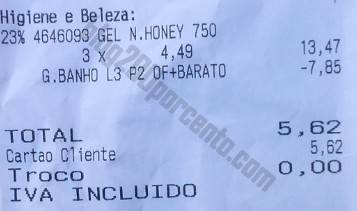 Higiene e Beleza:
23% 4646093 GEL N.HONEY 750
3 X 4,49 13,47
G.BANHO L3 P2 OF+BARATO -7,85
TOTAL 5,62
Cartao Cliente 5,62
Troco 0,00
IVA INCLUIDO